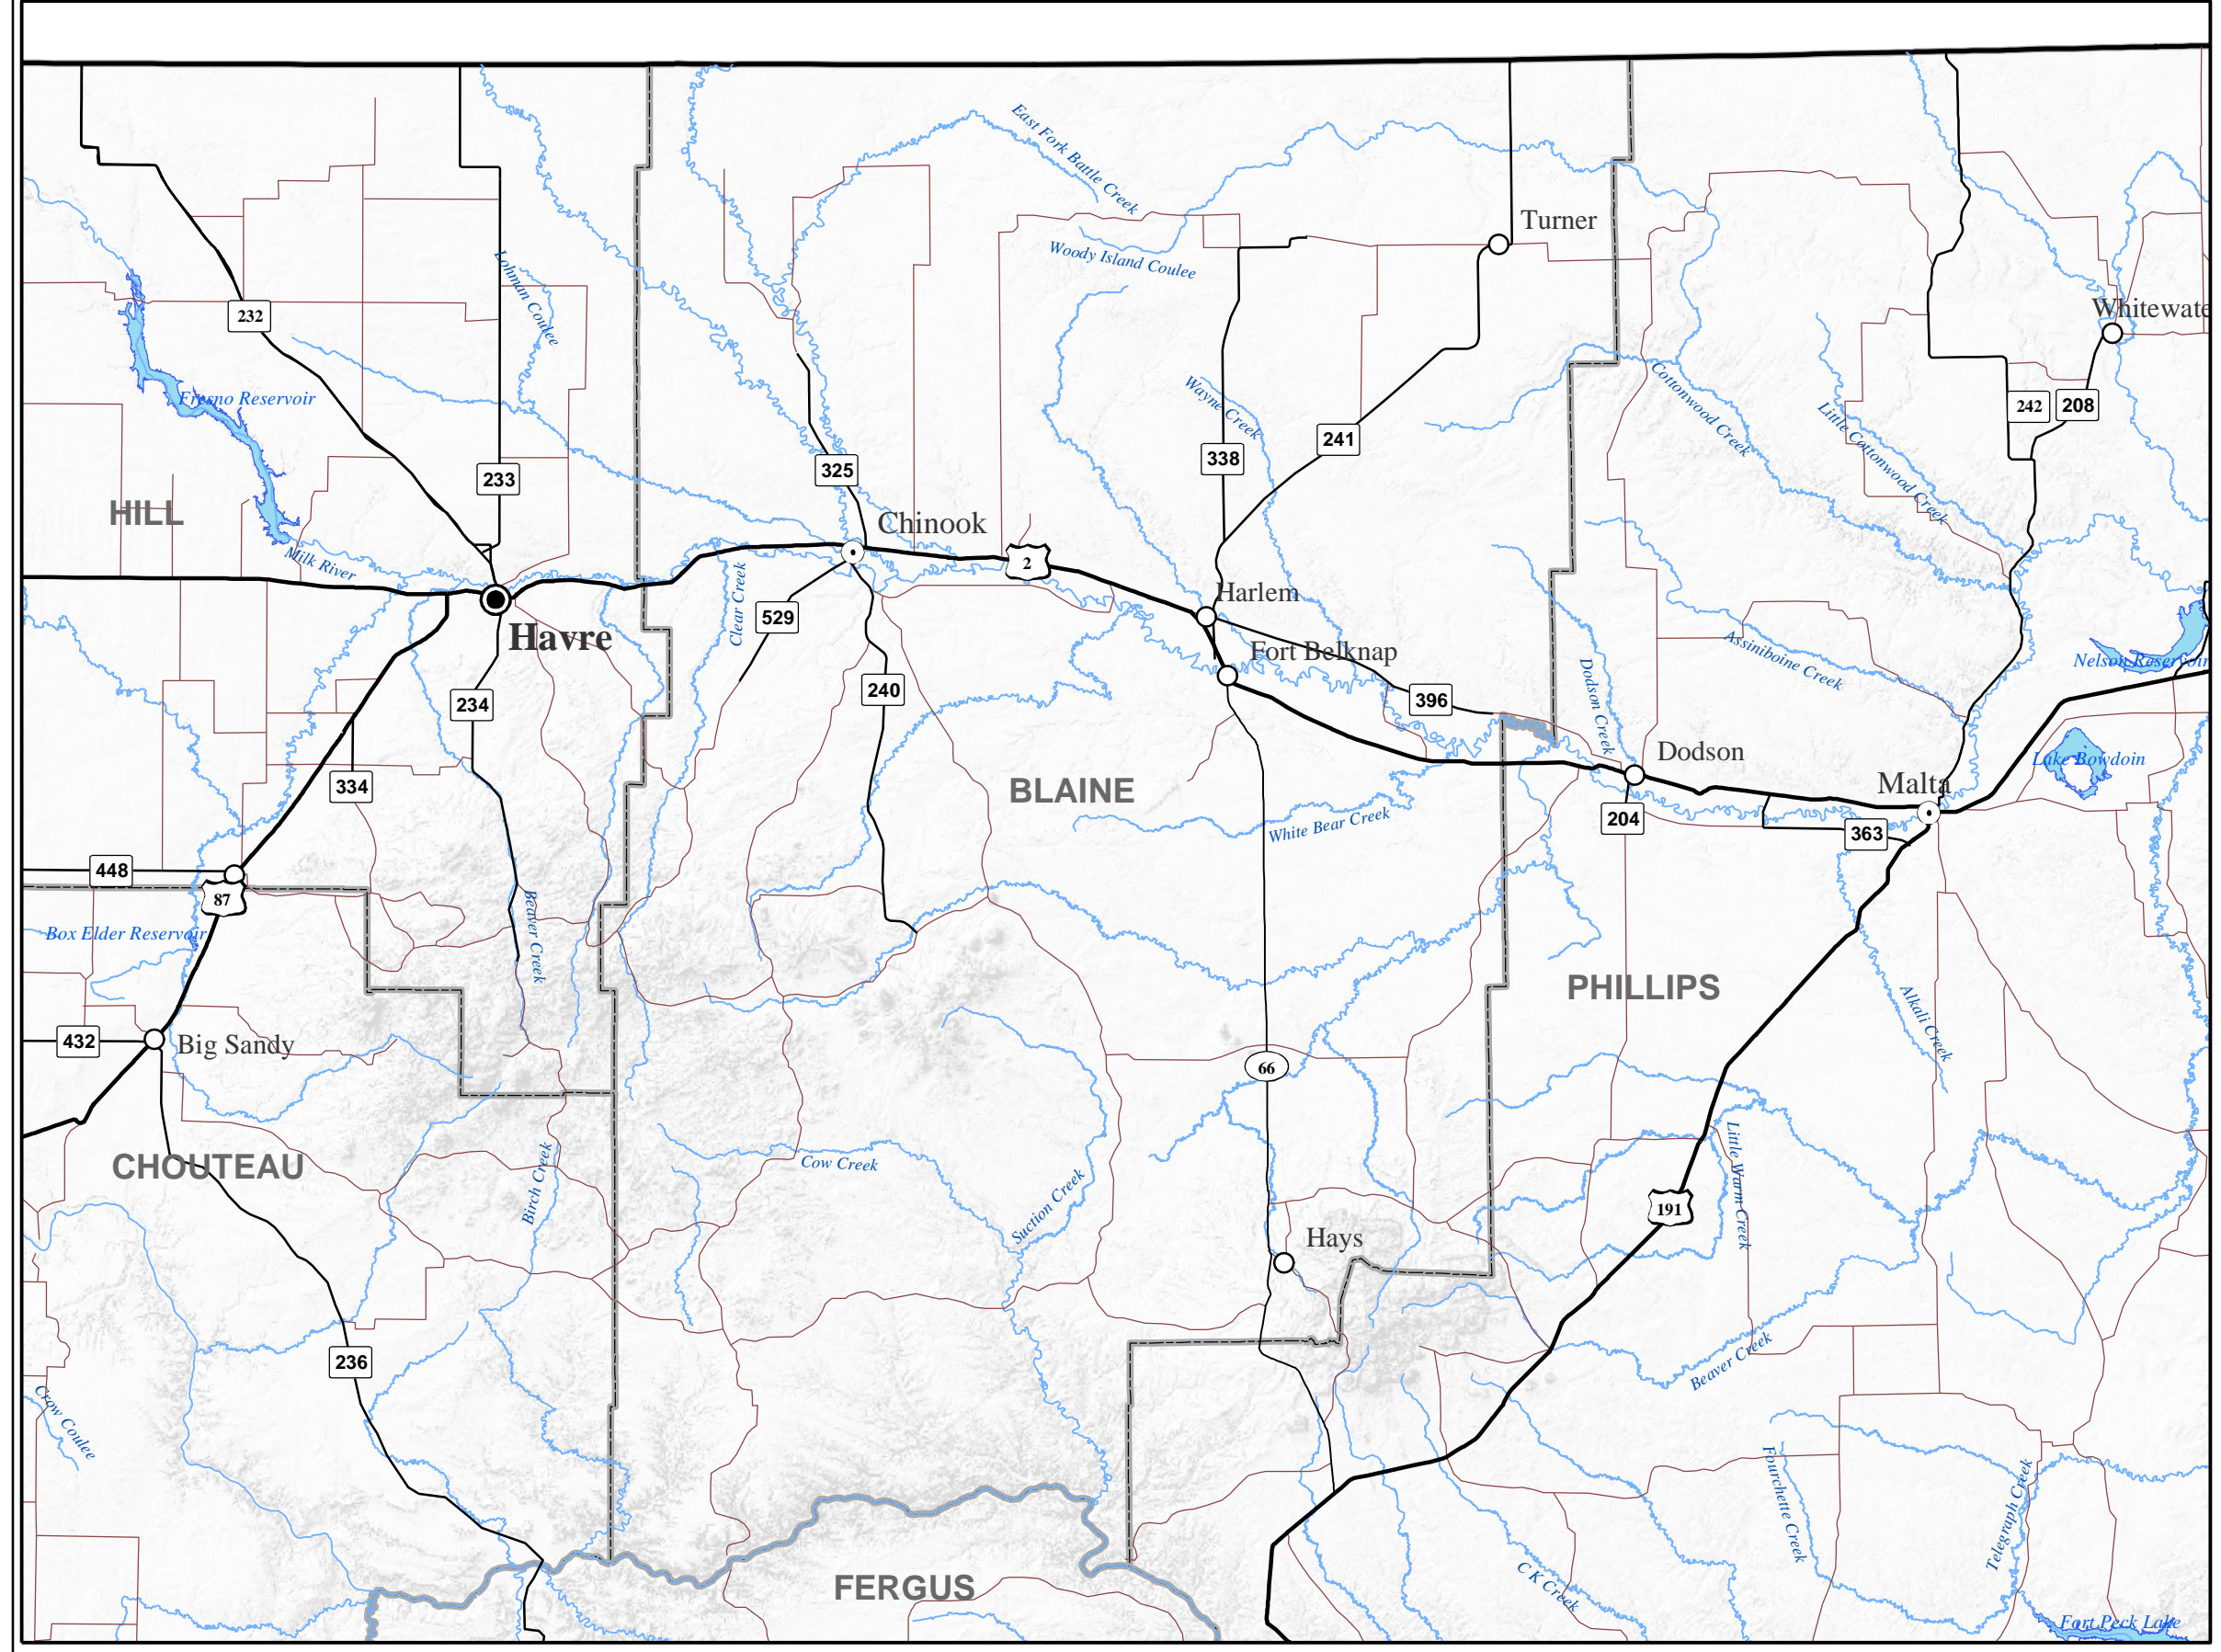 East Fork Battle Creek
Turner
Woody Island Coulee
Lohman Coulee
Whitewate
232
Fresno Reservoir
Wayne Creek
Cottonwood Creek
Little Cottonwood Creek
242
208
241
338
325
233
HILL
Chinook
Milk River
2
Harlem
Clear Creek
529
Havre
Fort Belknap
Assiniboine Creek
Nelson Reservoir
Dodson Creek
240
396
234
Dodson
Lake Bowdoin
334
BLAINE
Malta
White Bear Creek
204
363
448
87
Box Elder Reservoir
Beaver Creek
PHILLIPS
Alkali Creek
432
Big Sandy
66
CHOUTEAU
Cow Creek
Birch Creek
Suction Creek
Little Warm Creek
191
Hays
236
Beaver Creek
Crow Coulee
Fourchette Creek
Telegraph Creek
FERGUS
C K Creek
Fort Peck Lake